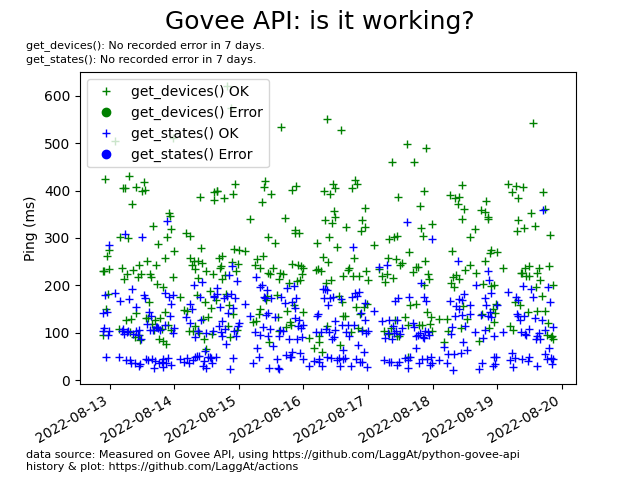 Govee API: is it working?
get_devices(): No recorded error in 7 days.
get_states(): No recorded error in 7 days.
get_devices() OK
get_devices() Error
get_states() OK
get_states() Error
Ping (ms)
600
500
400
300
200
100
0
2022-08-13
2022-08-14
2022-08-15
2022-08-16
2022-08-17
2022-08-18
2022-08-19
2022-08-20
data source: Measured on Govee API, using https://github.com/LaggAt/python-govee-api
history & plot: https://github.com/LaggAt/actions